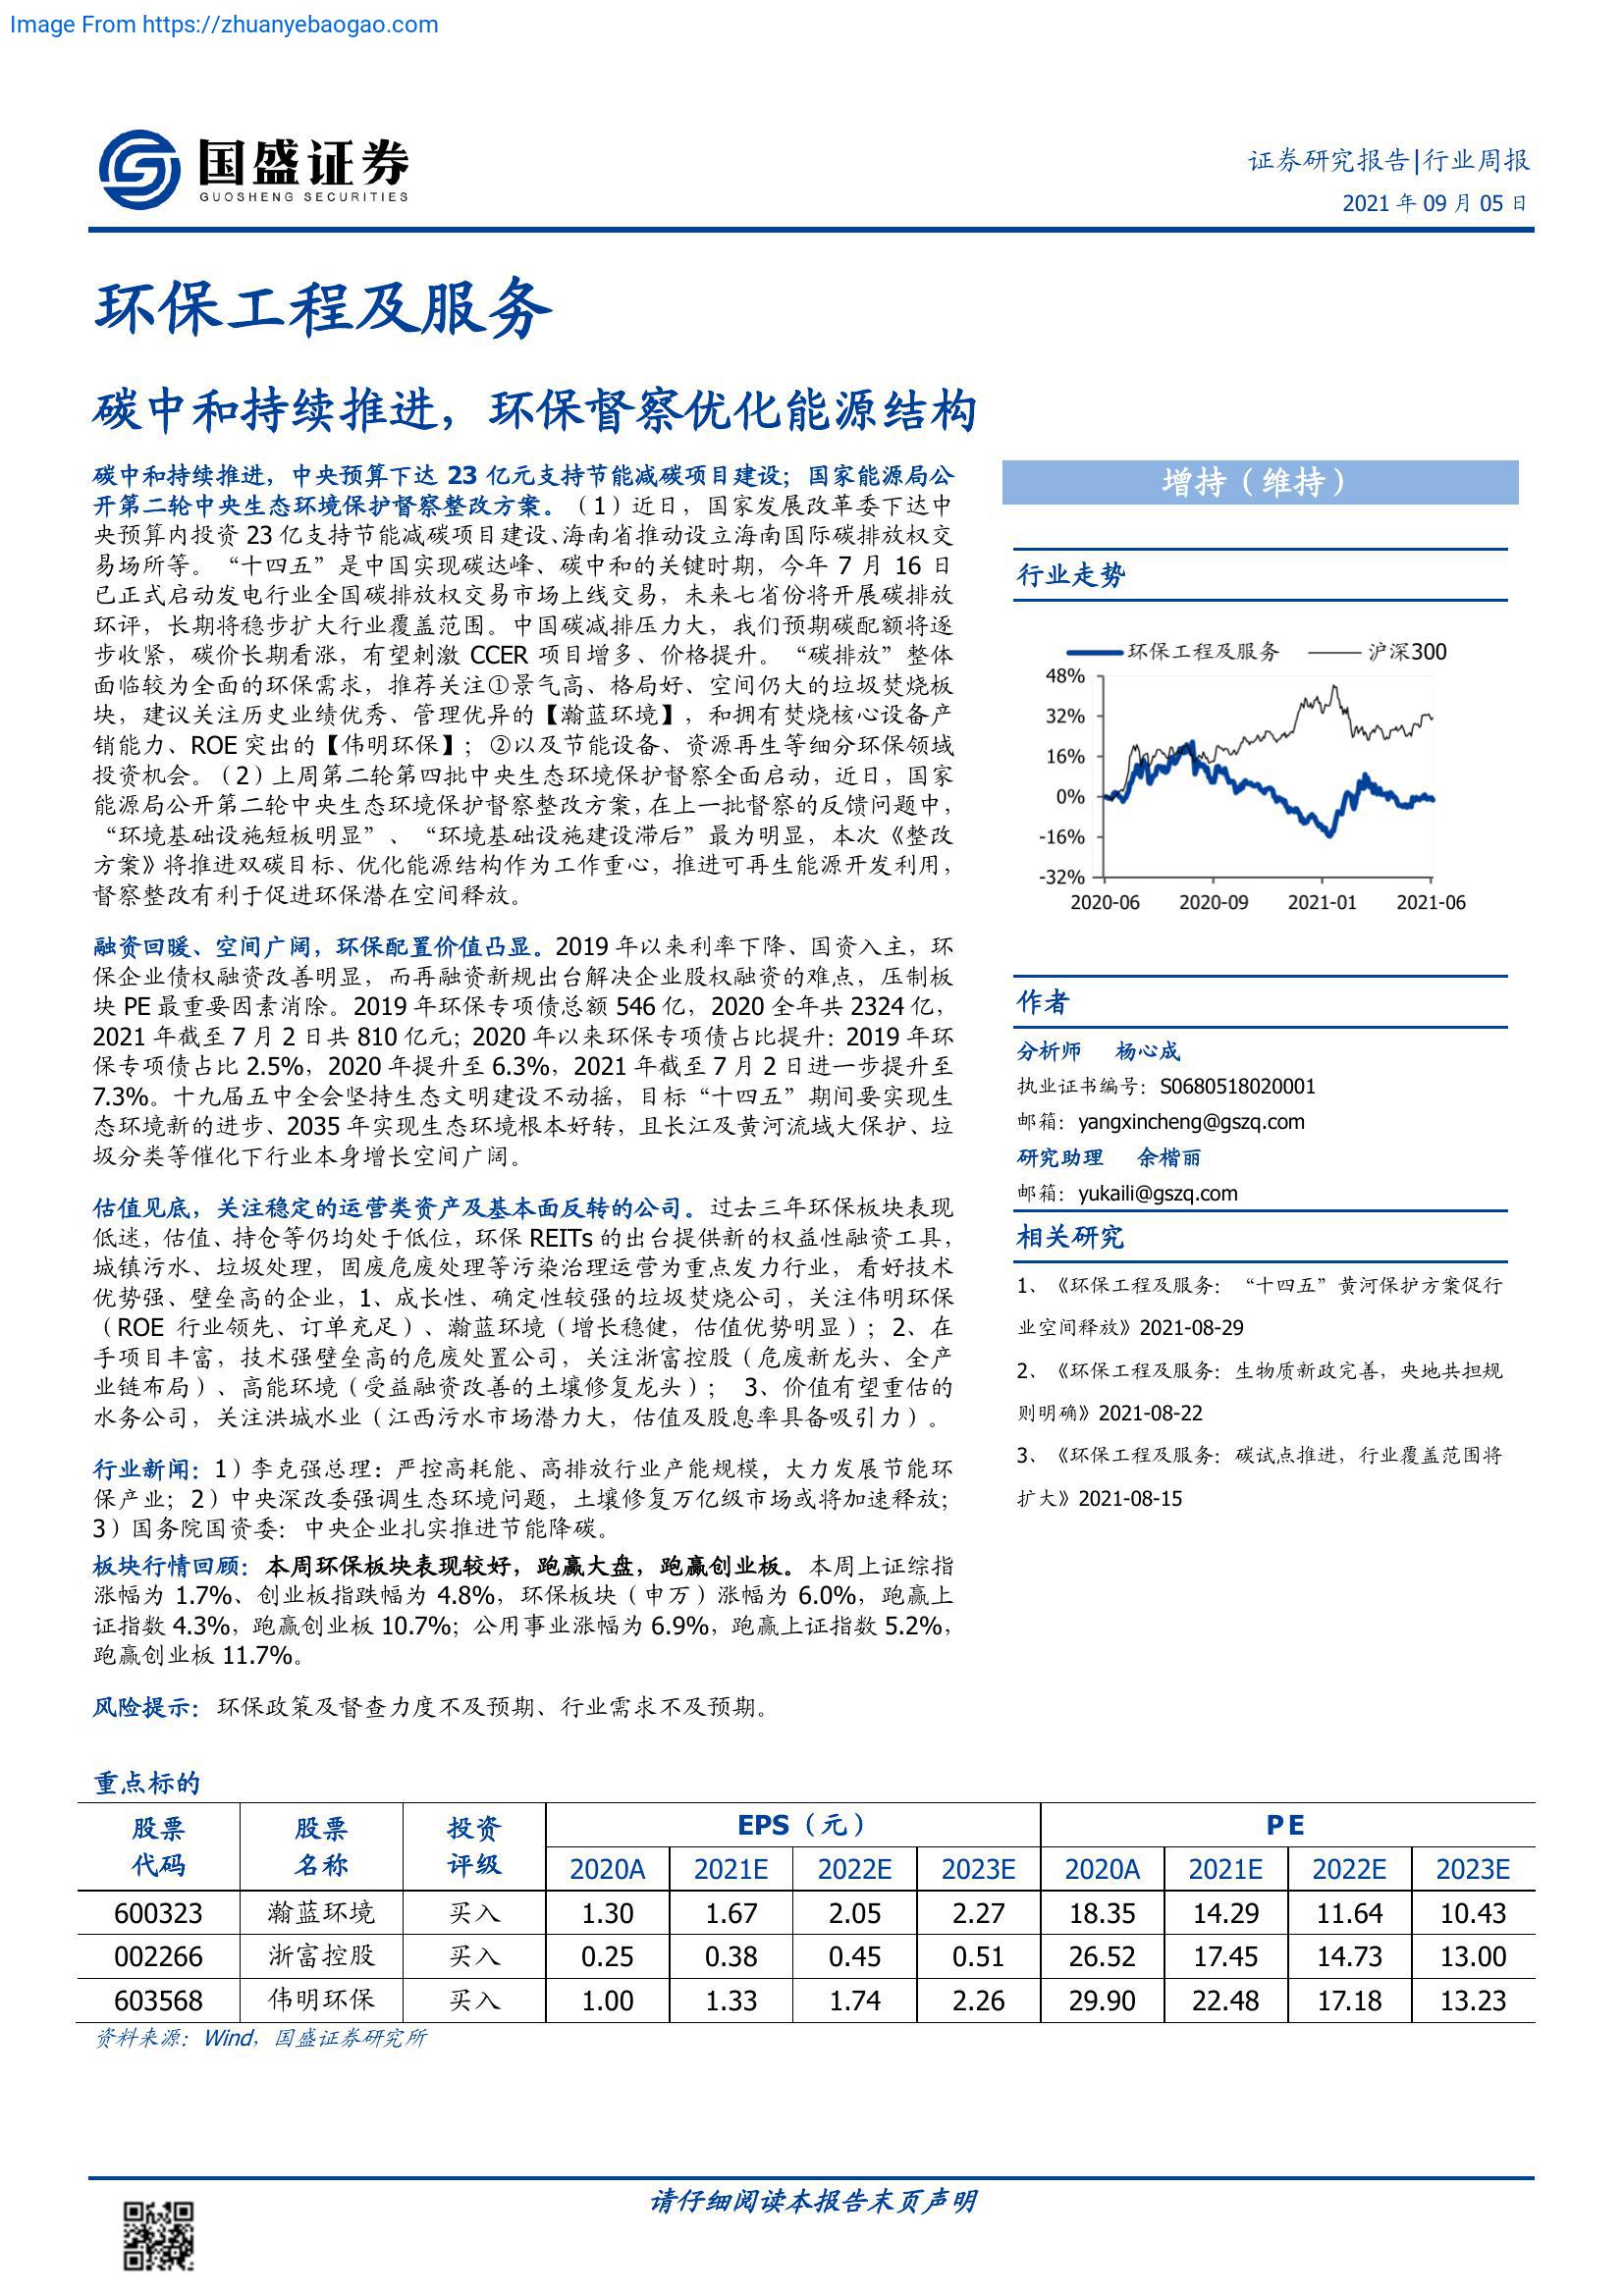 Image From https://zhuanyebaogao.com
国盛证券
GUOSHENG SECURITIES
证券研究报告|行业周报
2021 年 09 月 05 日
环保工程及服务
碳中和持续推进，环保督察优化能源结构
碳中和持续推进，中央预算下达 23 亿元支持节能减碳项目建设；国家能源局公
开第二轮中央生态环境保护督察整改方案。（1）近日，国家发展改革委下达中
央预算内投资 23 亿支持节能减碳项目建设、海南省推动设立海南国际碳排放权交
易场所等。“十四五”是中国实现碳达峰、碳中和的关键时期，今年 7 月 16 日
已正式启动发电行业全国碳排放权交易市场上线交易，未来七省份将开展碳排放
环评，长期将稳步扩大行业覆盖范围。中国碳减排压力大，我们预期碳配额将逐
步收紧，碳价长期看涨，有望刺激 CCER 项目增多、价格提升。“碳排放”整体
面临较为全面的环保需求，推荐关注①景气高、格局好、空间仍大的垃圾焚烧板
块，建议关注历史业绩优秀、管理优异的【瀚蓝环境】，和拥有焚烧核心设备产
销能力、ROE 突出的【伟明环保】；②以及节能设备、资源再生等细分环保领域
投资机会。（2）上周第二轮第四批中央生态环境保护督察全面启动，近日，国家
能源局公开第二轮中央生态环境保护督察整改方案，在上一批督察的反馈问题中，
“环境基础设施短板明显”、“环境基础设施建设滞后”最为明显，本次《整改
方案》将推进双碳目标、优化能源结构作为工作重心，推进可再生能源开发利用，
督察整改有利于促进环保潜在空间释放。
融资回暖、空间广阔，环保配置价值凸显。2019 年以来利率下降、国资入主，环
保企业债权融资改善明显，而再融资新规出台解决企业股权融资的难点，压制板
块 PE 最重要因素消除。2019 年环保专项债总额 546 亿，2020 全年共 2324 亿，
2021 年截至 7 月 2 日共 810 亿元；2020 年以来环保专项债占比提升：2019 年环
保专项债占比 2.5%，2020 年提升至 6.3%，2021 年截至 7 月 2 日进一步提升至
7.3%。十九届五中全会坚持生态文明建设不动摇，目标“十四五”期间要实现生
态环境新的进步、2035 年实现生态环境根本好转，且长江及黄河流域大保护、垃
圾分类等催化下行业本身增长空间广阔。
估值见底，关注稳定的运营类资产及基本面反转的公司。过去三年环保板块表现
低迷，估值、持仓等仍均处于低位，环保 REITs 的出台提供新的权益性融资工具，
城镇污水、垃圾处理，固废危废处理等污染治理运营为重点发力行业，看好技术
优势强、壁垒高的企业，1、成长性、确定性较强的垃圾焚烧公司，关注伟明环保
（ROE 行业领先、订单充足）、瀚蓝环境（增长稳健，估值优势明显）；2、在
手项目丰富，技术强壁垒高的危废处置公司，关注浙富控股（危废新龙头、全产
业链布局）、高能环境（受益融资改善的土壤修复龙头）； 3、价值有望重估的
水务公司，关注洪城水业（江西污水市场潜力大，估值及股息率具备吸引力）。
行业新闻：1）李克强总理：严控高耗能、高排放行业产能规模，大力发展节能环
保产业；2）中央深改委强调生态环境问题，土壤修复万亿级市场或将加速释放；
3）国务院国资委：中央企业扎实推进节能降碳。
板块行情回顾：本周环保板块表现较好，跑赢大盘，跑赢创业板。本周上证综指
涨幅为 1.7%、创业板指跌幅为 4.8%，环保板块（申万）涨幅为 6.0%，跑赢上
证指数 4.3%，跑赢创业板 10.7%；公用事业涨幅为 6.9%，跑赢上证指数 5.2%，
跑赢创业板 11.7%。
风险提示：环保政策及督查力度不及预期、行业需求不及预期。
增持（维持）
行业走势
环保工程及服务 沪深300
48%
32%
16%
0%
-16%
-32%
2020-06 2020-09 2021-01 2021-06
作者
分析师 杨心成
执业证书编号：S0680518020001
邮箱：yangxincheng@gszq.com
研究助理 余楷丽
邮箱：yukaili@gszq.com
相关研究
1、《环保工程及服务：“十四五”黄河保护方案促行
业空间释放》2021-08-29
2、《环保工程及服务：生物质新政完善，央地共担规
则明确》2021-08-22
3、《环保工程及服务：碳试点推进，行业覆盖范围将
扩大》2021-08-15
重点标的
股票 股票 投资 EPS（元） PE
代码 名称 评级 2020A 2021E 2022E 2023E 2020A 2021E 2022E 2023E
600323 瀚蓝环境 买入 1.30 1.67 2.05 2.27 18.35 14.29 11.64 10.43
002266 浙富控股 买入 0.25 0.38 0.45 0.51 26.52 17.45 14.73 13.00
603568 伟明环保 买入 1.00 1.33 1.74 2.26 29.90 22.48 17.18 13.23
资料来源：Wind，国盛证券研究所
请仔细阅读本报告末页声明